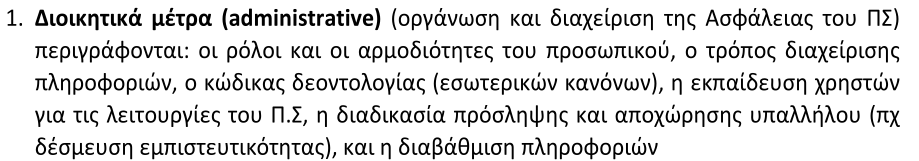 1. Διοικητικά μέτρα (administrative) (οργάνωση και διαχείριση της Ασφάλειας του ΠΣ)
περιγράφονται: οι ρόλοι και οι αρμοδιότητες του προσωπικού, ο τρόπος διαχείρισης
πληροφοριών, ο κώδικας δεοντολογίας (εσωτερικών κανόνων), η εκπαίδευση χρηστών
για τις λειτουργίες του Π.Σ, η διαδικασία πρόσληψης και αποχώρησης υπαλλήλου (πχ
δέσμευση εμπιστευτικότητας), και η διαβάθμιση πληροφοριών